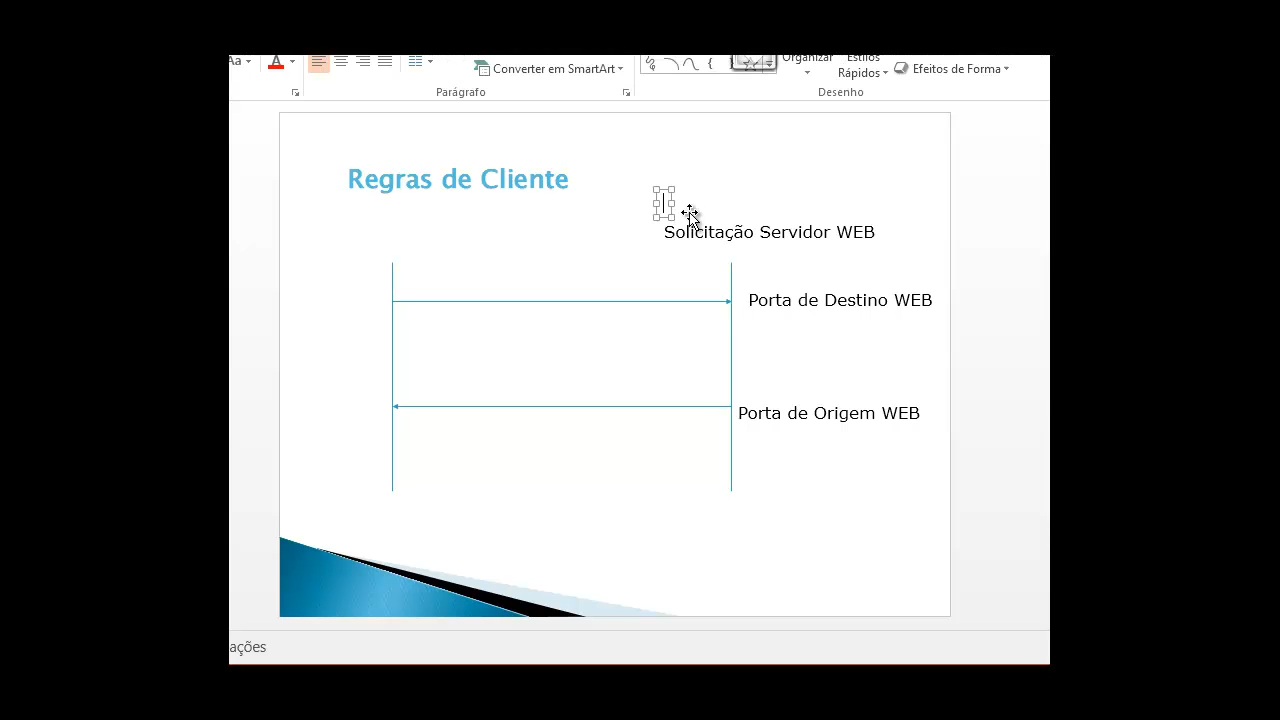 Aa
A
Converter em SmartArt
Organizar
Estilos
Rápidos
Efeitos de Forma
Parágrafo
Desenho
Regras de Cliente
Solicitação Servidor WEB
Porta de Destino WEB
Porta de Origem WEB
ações